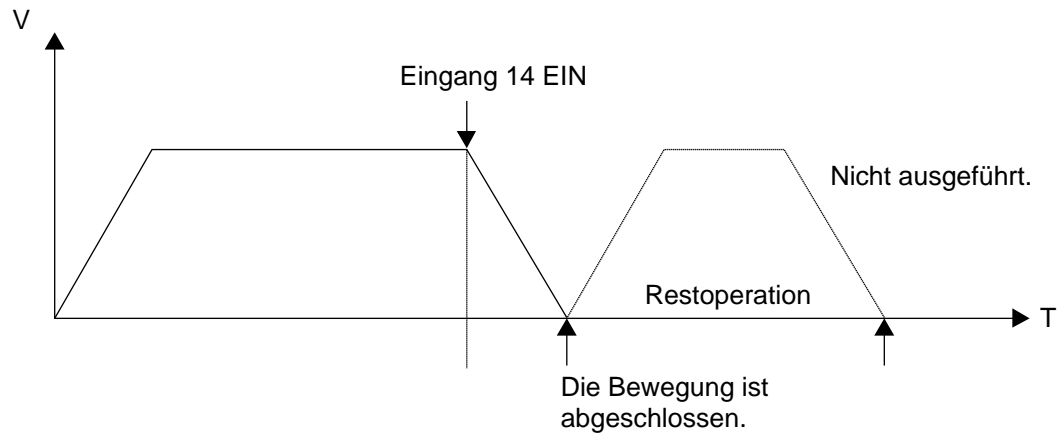 V
Eingang 14 EIN
Nicht ausgeführt.
Restoperation
T
Die Bewegung ist
abgeschlossen.